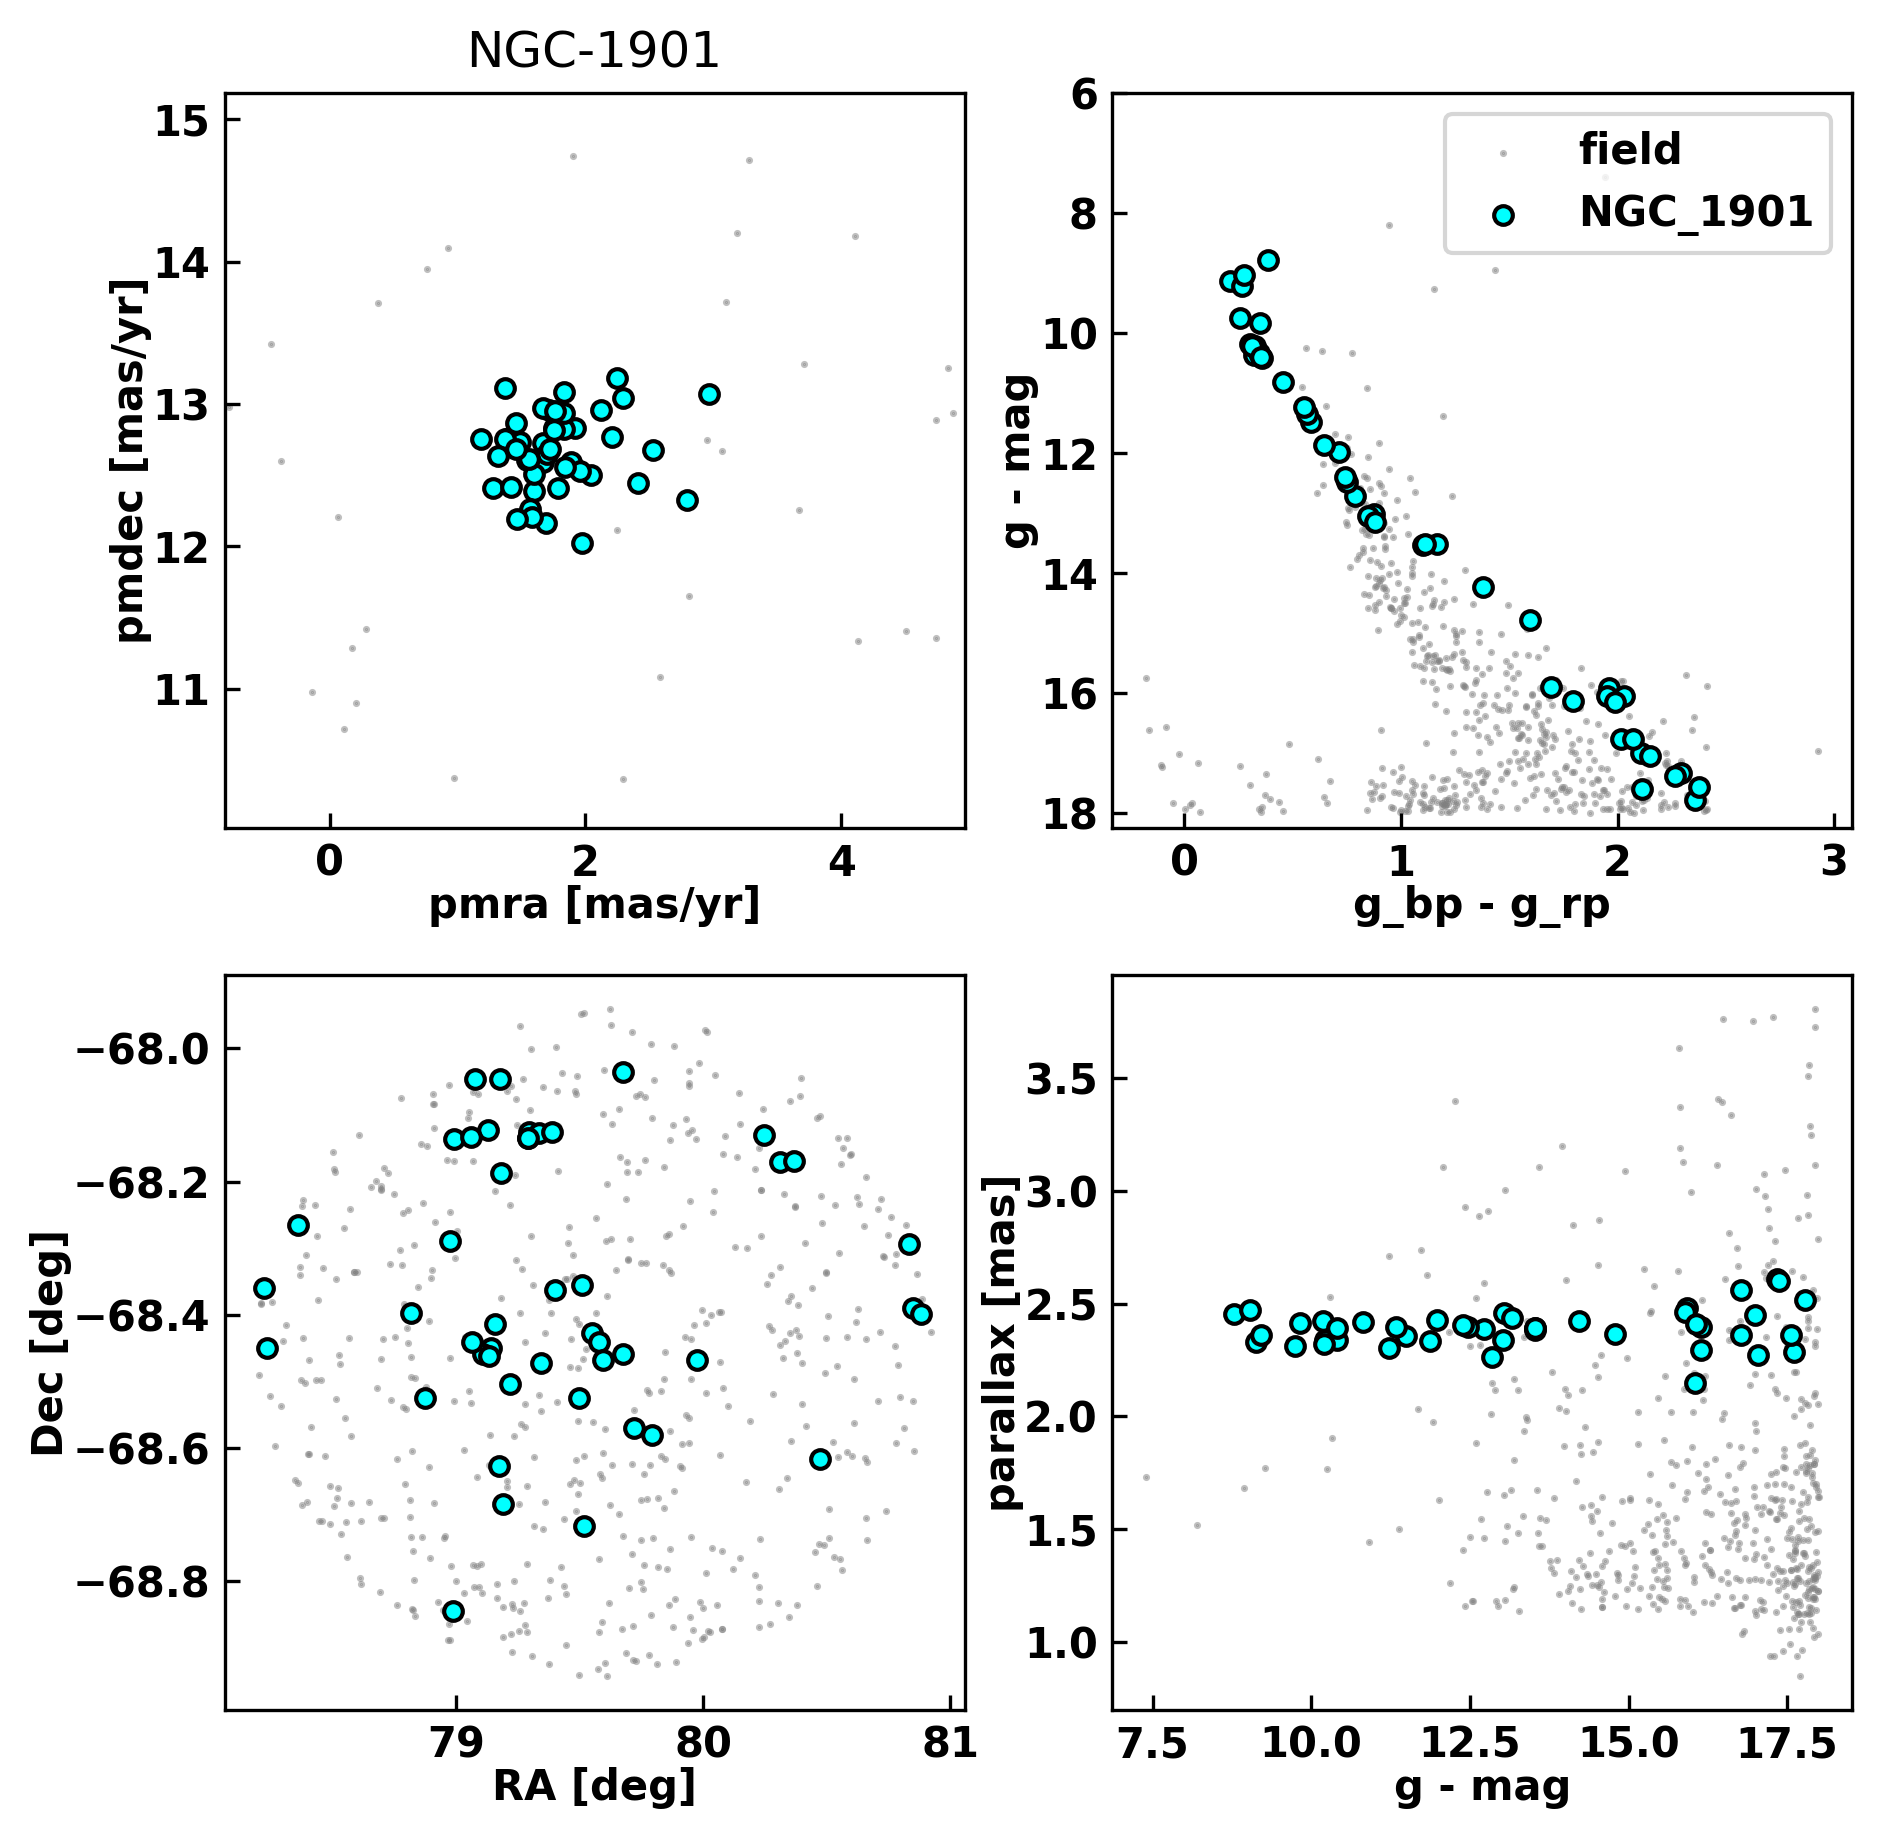 NGC-1901
15
14
13
12
11
pmdec [mas/yr]
0 2 4
pmra [mas/yr]
6
8
10
12
14
16
18
g - mag
field
NGC_1901
0 1 2 3
g_bp - g_rp
−68.0
−68.2
−68.4
−68.6
−68.8
Dec [deg]
79 80 81
RA [deg]
3.5
3.0
2.5
2.0
1.5
1.0
parallax [mas]
7.5 10.0 12.5 15.0 17.5
g - mag